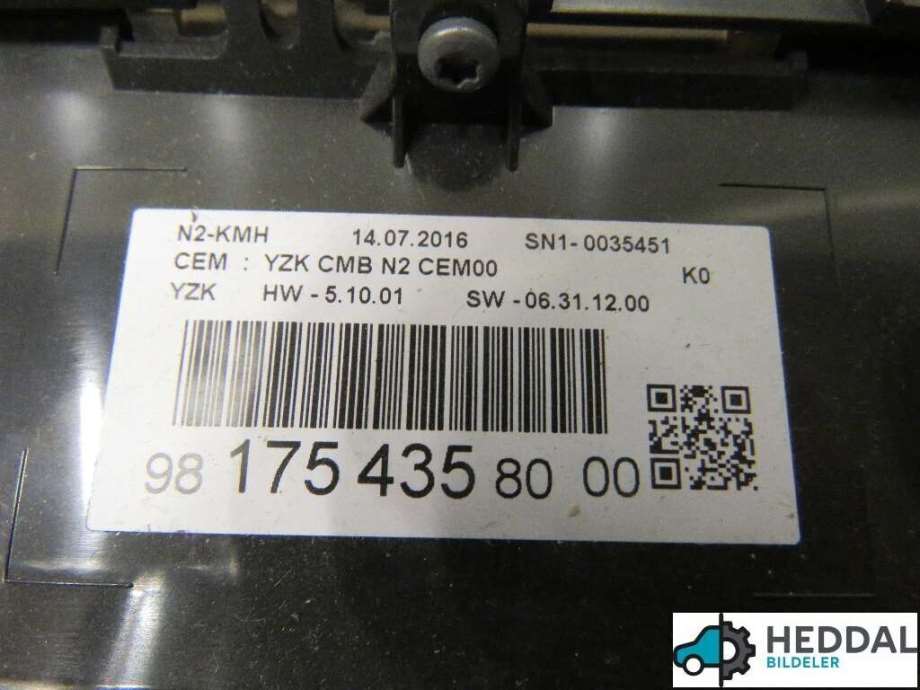 N2-KMH 14.07.2016 SN1- 0035451
CEM : YZK CMB N2 CEM00 K0
YZK HW - 5.10.01 SW - 06.31.12.00
98 175 435 80 00
HEDDAL
BILDELER